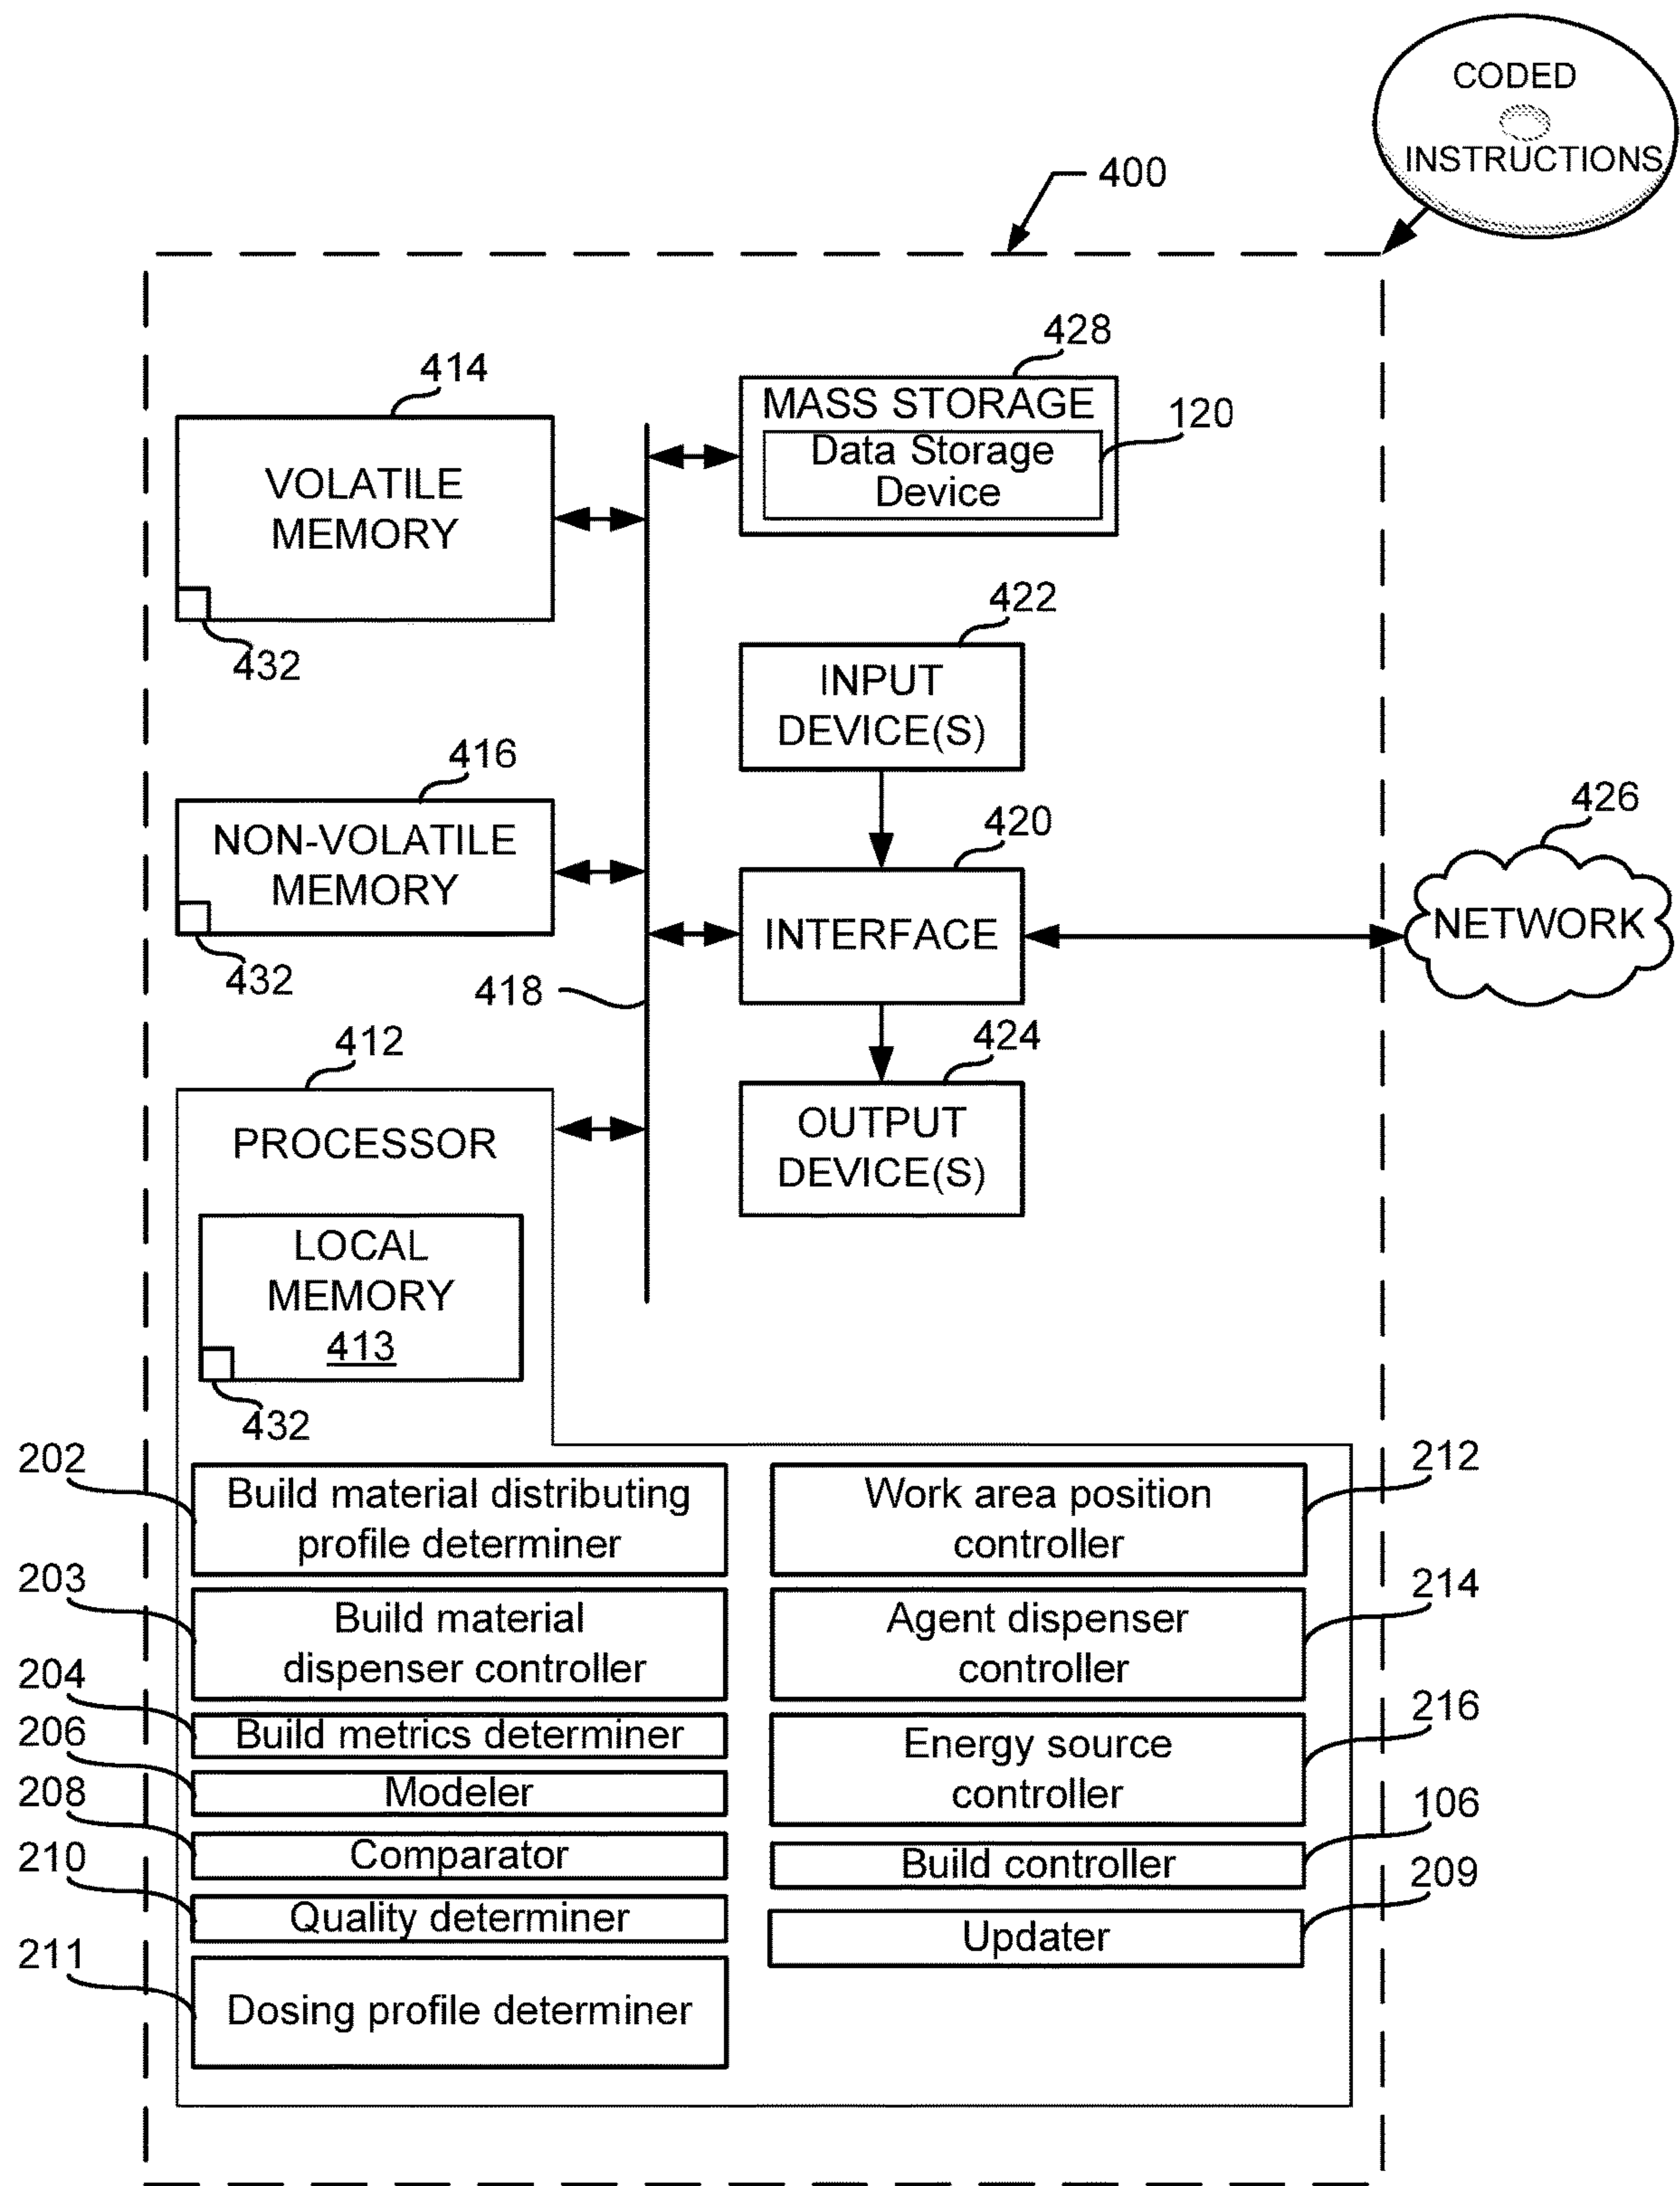 CODED
INSTRUCTIONS
400
428
MASS STORAGE
120
Data Storage
Device
414
VOLATILE
MEMORY
432
422
INPUT
DEVICE(S)
416
NON-VOLATILE
MEMORY
432
420
INTERFACE
426
NETWORK
418
424
OUTPUT
DEVICE(S)
412
PROCESSOR
LOCAL
MEMORY
413
432
202
Build material distributing
profile determiner
203
Build material
dispenser controller
204
Build metrics determiner
206
Modeler
208
Comparator
210
Quality determiner
211
Dosing profile determiner
212
Work area position
controller
214
Agent dispenser
controller
216
Energy source
controller
106
Build controller
209
Updater